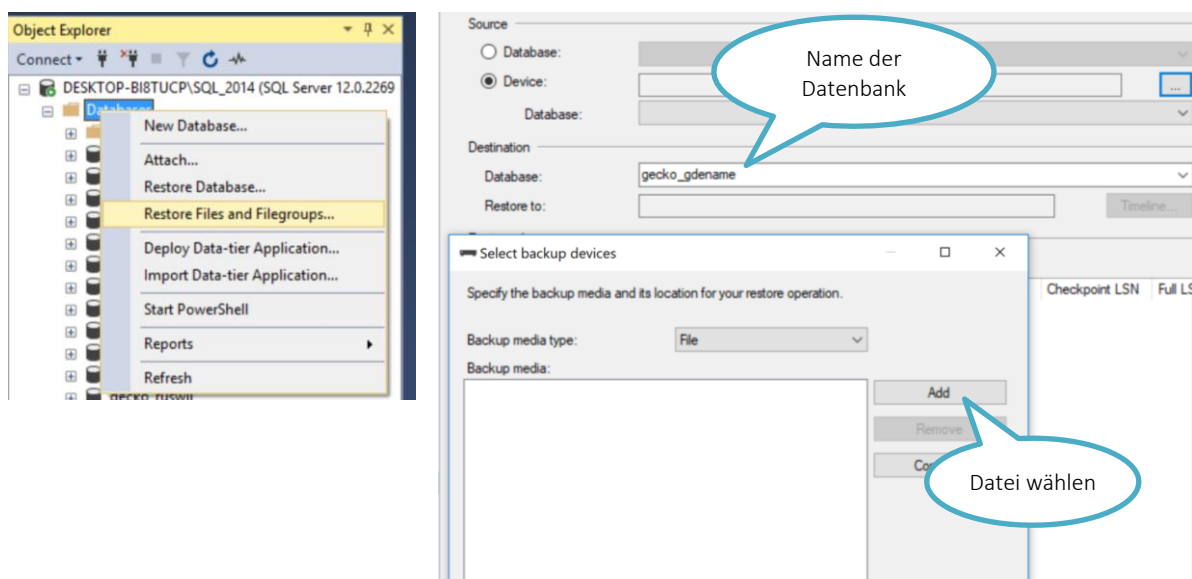 Object Explorer
Connect
DESKTOP-BI8TUCP\SQL_2014 (SQL Server 12.0.2269
Databases
New Database...
Attach...
Restore Database...
Restore Files and Filegroups...
Deploy Data-tier Application...
Import Data-tier Application...
Start PowerShell
Reports
Refresh
gecko_ruswil
Source
Database:
Device:
...
Database:
Name der
Datenbank
Destination
Database:
gecko_gdename
Restore to:
Timeline...
Select backup devices
Specify the backup media and its location for your restore operation.
Backup media type:
File
Backup media:
Add
Remove
Datei wählen
Checkpoint LSN
Full LS